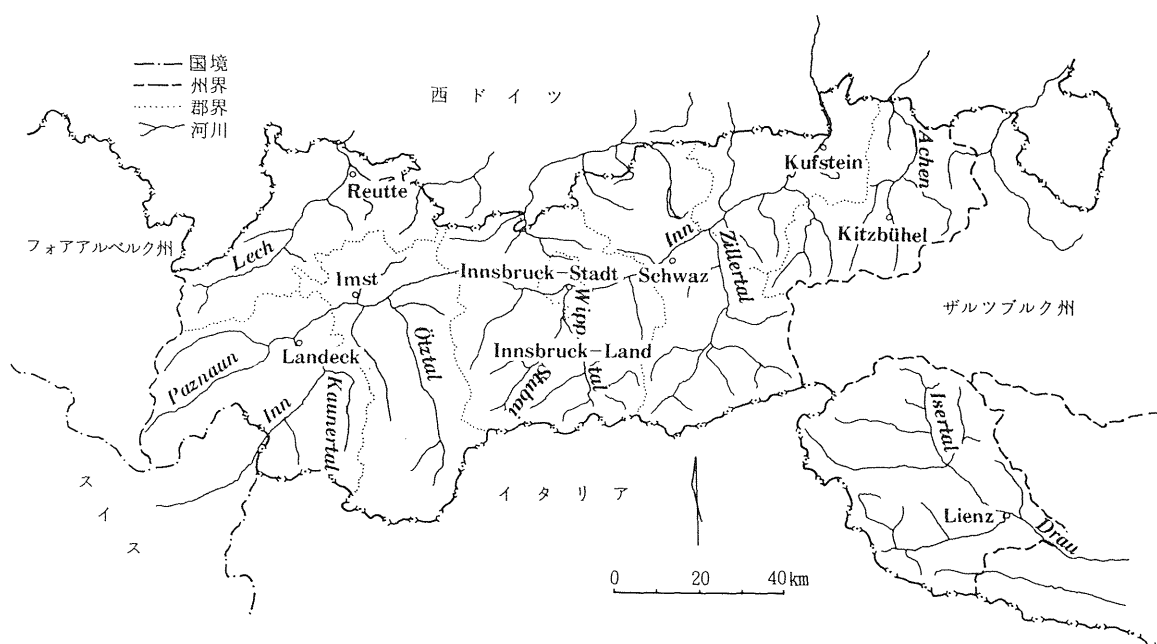 国境
州界
郡界
河川
西ドイツ
Kufstein
Achen
Reutte
Kitzbühel
フォアアルベルク州
Lech
Inn
Zillertal
Imst
Innsbruck-Stadt
Schwaz
ザルツブルク州
Wipptal
Landeck
Ötztal
Innsbruck-Land
Paznaun
Stubai
Inn
Kaunertal
Isertal
スイス
イタリア
Lienz
Drau
0 20 40km